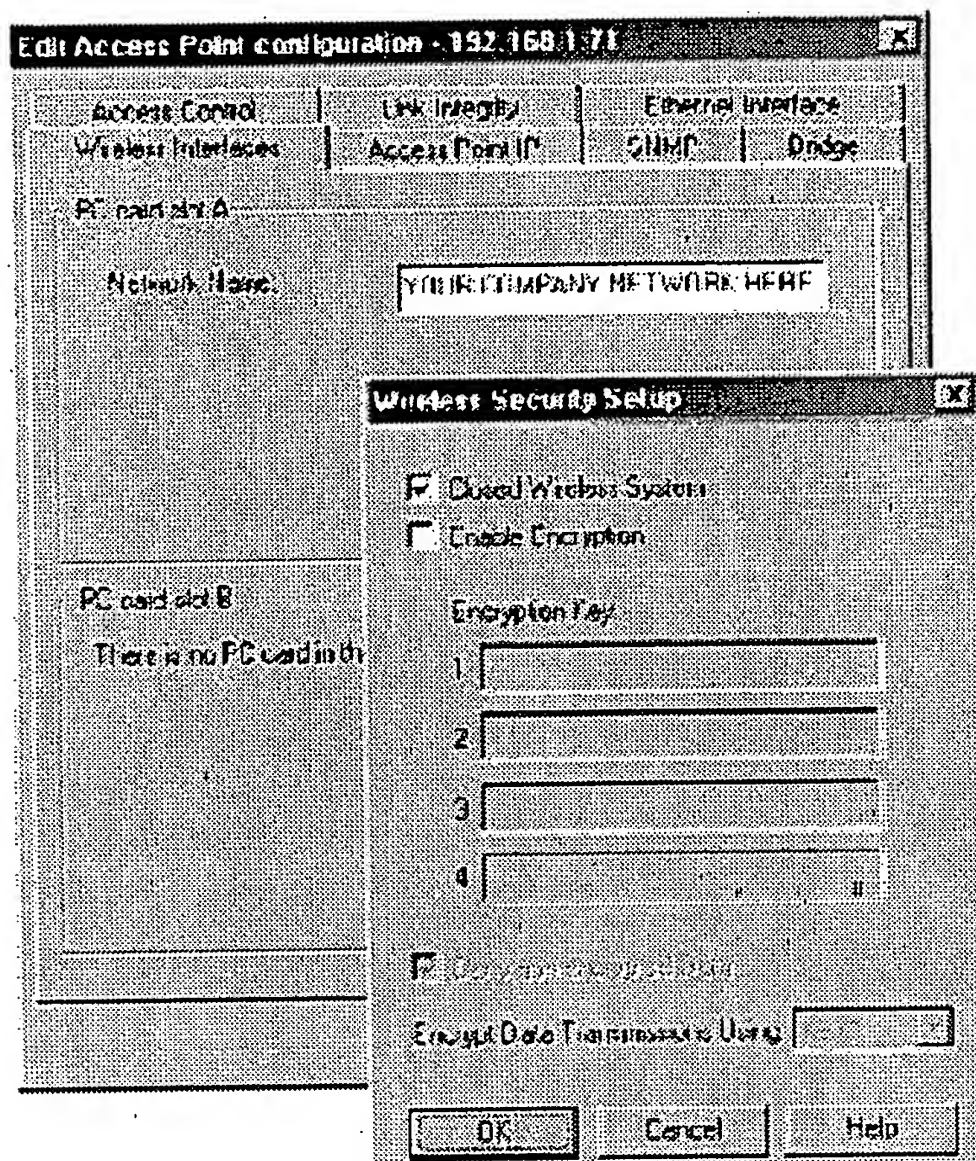 Edit Access Point configuration - 192.168.1.71
Access Control Link Integrity Ethernet Interface
Wireless Interfaces Access Point IP SNMP Bridge
PC card slot A
Network Name:
YOUR COMPANY NETWORK HERE
Wireless Security Setup
Closed Wireless System
Enable Encryption
PC card slot B
There is no PC card in th
Encryption Key
1
2
3
4
Encrypt Data Transmissions Using
OK Cancel Help